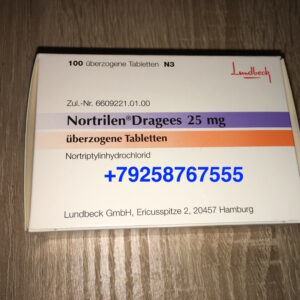 100 überzogene Tabletten N3
Lundbeck
Zul.-Nr. 6609221.01.00
Nortrilen®Dragees 25 mg
überzogene Tabletten
Nortriptylinhydrochlorid
+79258767555
Lundbeck GmbH, Ericusspitze 2, 20457 Hamburg